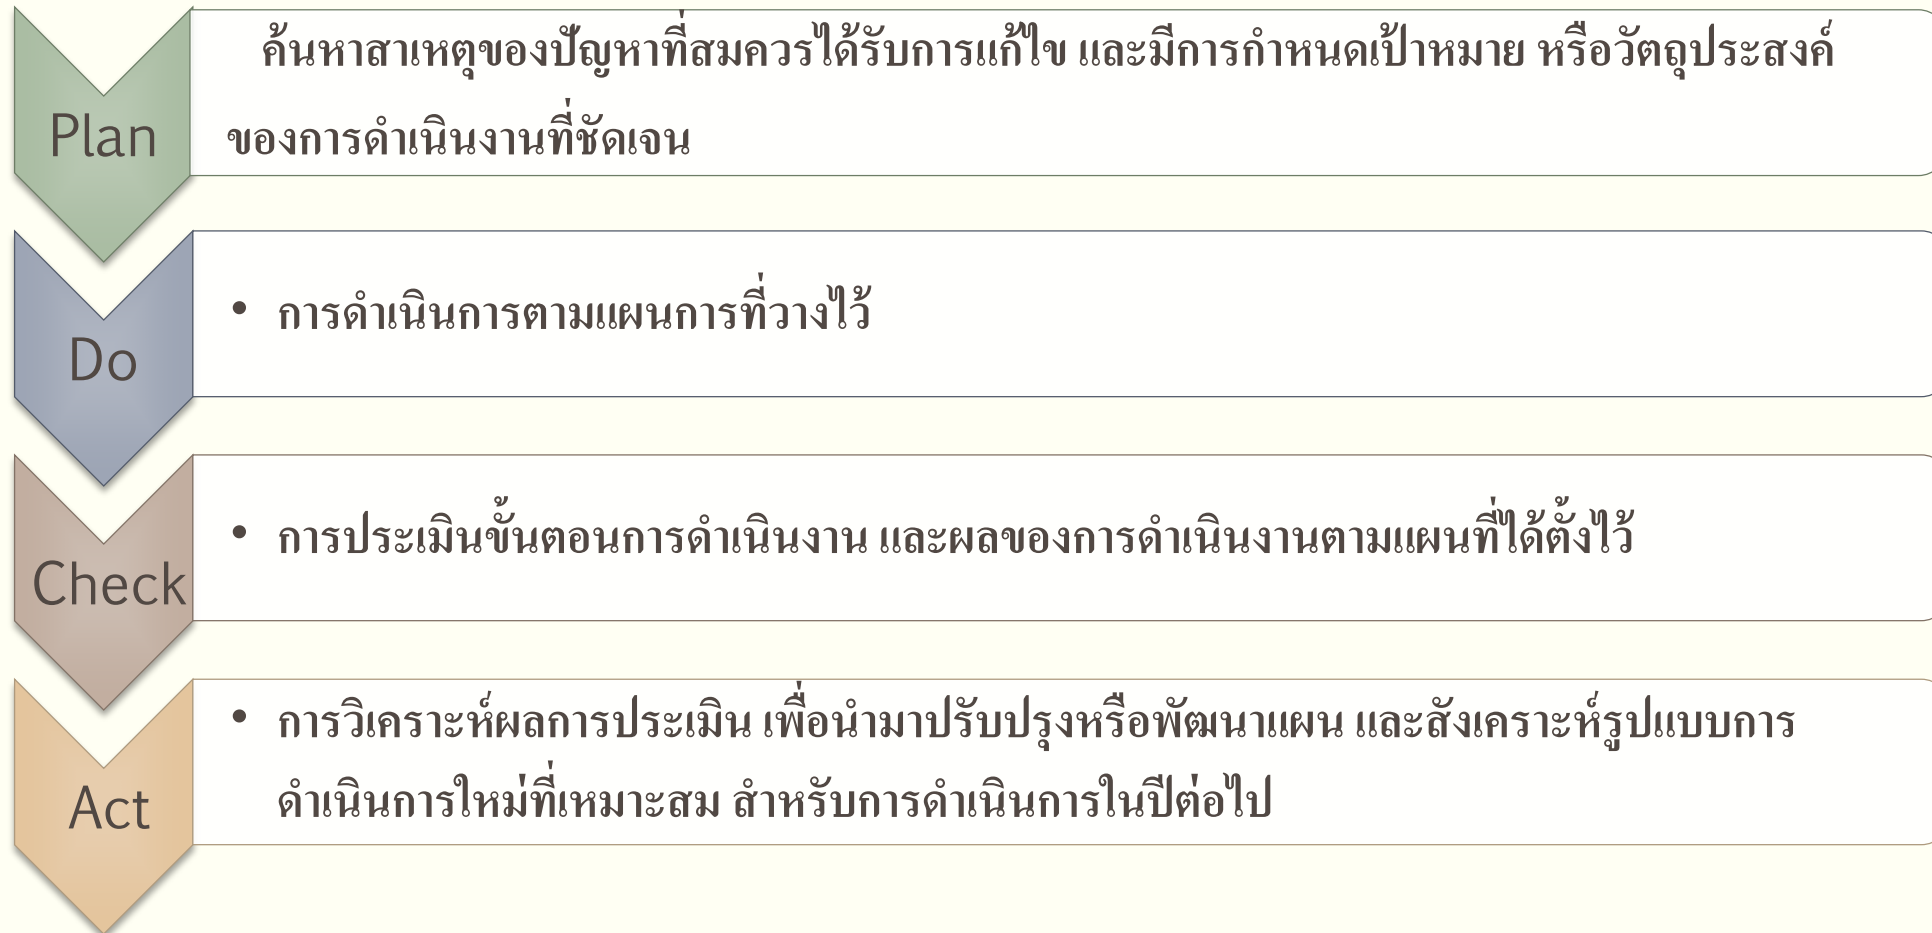 Plan
ค้นหาสาเหตุของปัญหาที่สมควรได้รับการแก้ไข และมีการกำหนดเป้าหมาย หรือวัตถุประสงค์
ของการดำเนินงานที่ชัดเจน
Do
• การดำเนินการตามแผนการที่วางไว้
Check
• การประเมินขั้นตอนการดำเนินงาน และผลของการดำเนินงานตามแผนที่ได้ตั้งไว้
Act
• การวิเคราะห์ผลการประเมิน เพื่อนำมาปรับปรุงหรือพัฒนาแผน และสังเคราะห์รูปแบบการ
ดำเนินการใหม่ที่เหมาะสม สำหรับการดำเนินการในปีต่อไป